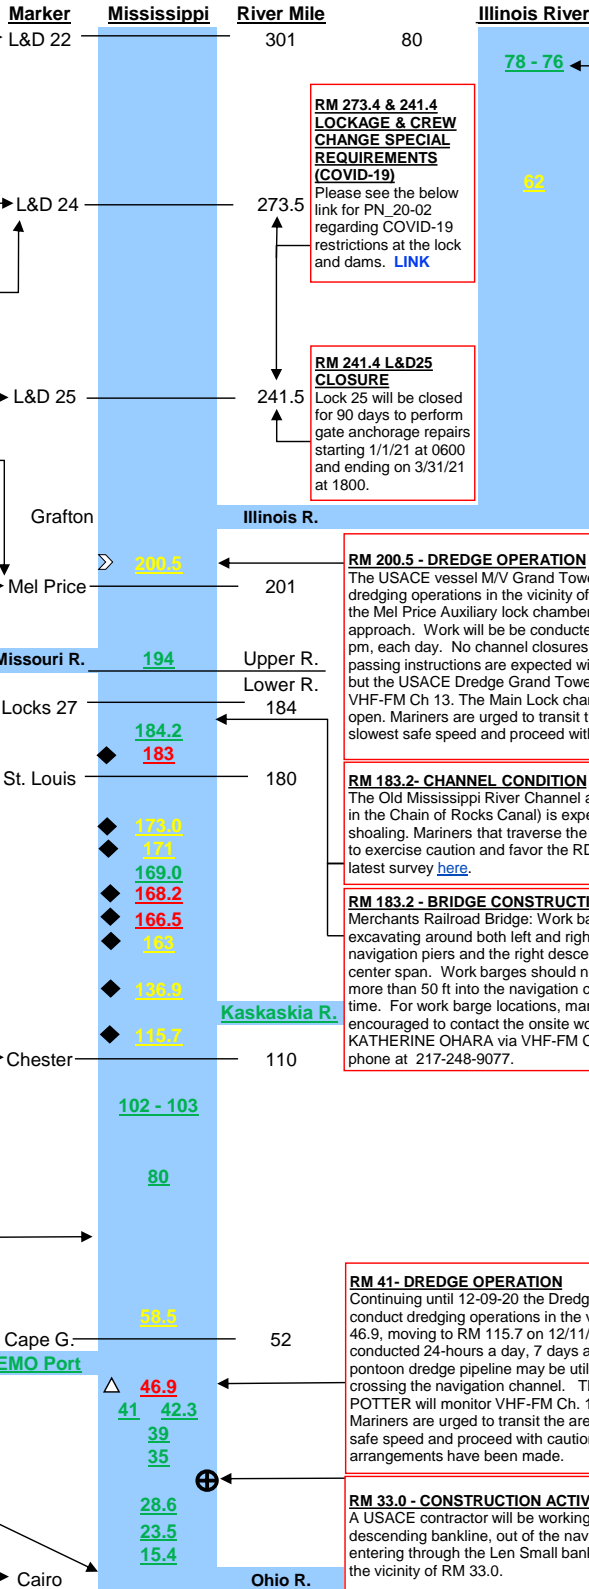 Marker Mississippi River Mile Illinois River
L&D 22 301 80
78 - 76
RM 273.4 & 241.4
LOCKAGE & CREW
CHANGE SPECIAL
REQUIREMENTS
(COVID-19)
Please see the below
link for PN_20-02
regarding COVID-19
restrictions at the lock
and dams. LINK
62
L&D 24 273.5
RM 241.4 L&D25
CLOSURE
Lock 25 will be closed
for 90 days to perform
gate anchorage repairs
starting 1/1/21 at 0600
and ending on 3/31/21
at 1800.
L&D 25 241.5
Grafton Illinois R.
200.5
Mel Price 201
RM 200.5 - DREDGE OPERATION
The USACE vessel M/V Grand Towe
dredging operations in the vicinity of
the Mel Price Auxiliary lock chamber
approach. Work will be be conducte
pm, each day. No channel closures
passing instructions are expected wi
but the USACE Dredge Grand Towe
VHF-FM Ch 13. The Main Lock cha
open. Mariners are urged to transit t
slowest safe speed and proceed with
Missouri R. 194 Upper R.
Lower R.
Locks 27 184
184.2
183
St. Louis 180
RM 183.2- CHANNEL CONDITION
The Old Mississippi River Channel a
in the Chain of Rocks Canal) is expe
shoaling. Mariners that traverse the
to exercise caution and favor the RD
latest survey here.
173.0
171
169.0
168.2
166.5
163
136.9
Kaskaskia R.
115.7
RM 183.2 - BRIDGE CONSTRUCTI
Merchants Railroad Bridge: Work ba
excavating around both left and righ
navigation piers and the right desce
center span. Work barges should n
more than 50 ft into the navigation c
time. For work barge locations, mar
encouraged to contact the onsite wo
KATHERINE OHARA via VHF-FM C
phone at 217-248-9077.
Chester 110
102 - 103
80
58.5
Cape G. 52
EMO Port
46.9
41 42.3
39
35
RM 41- DREDGE OPERATION
Continuing until 12-09-20 the Dredg
conduct dredging operations in the v
46.9, moving to RM 115.7 on 12/11/
conducted 24-hours a day, 7 days a
pontoon dredge pipeline may be util
crossing the navigation channel. T
POTTER will monitor VHF-FM Ch. 1
Mariners are urged to transit the are
safe speed and proceed with cautio
arrangements have been made.
28.6
23.5
15.4
RM 33.0 - CONSTRUCTION ACTIV
A USACE contractor will be working
descending bankline, out of the nav
entering through the Len Small bank
the vicinity of RM 33.0.
Cairo Ohio R.